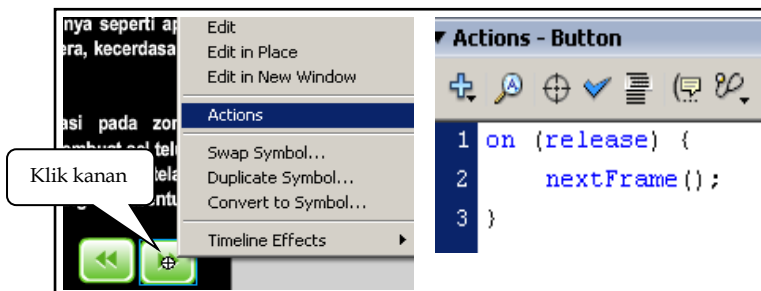 nya seperti ap
era, kecerdasa
asi pada zor
Klik kanan
Edit
Edit in Place
Edit in New Window
Actions
Swap Symbol...
Duplicate Symbol...
Convert to Symbol...
Timeline Effects
Actions - Button
1 on (release) {
2 nextFrame();
3 }